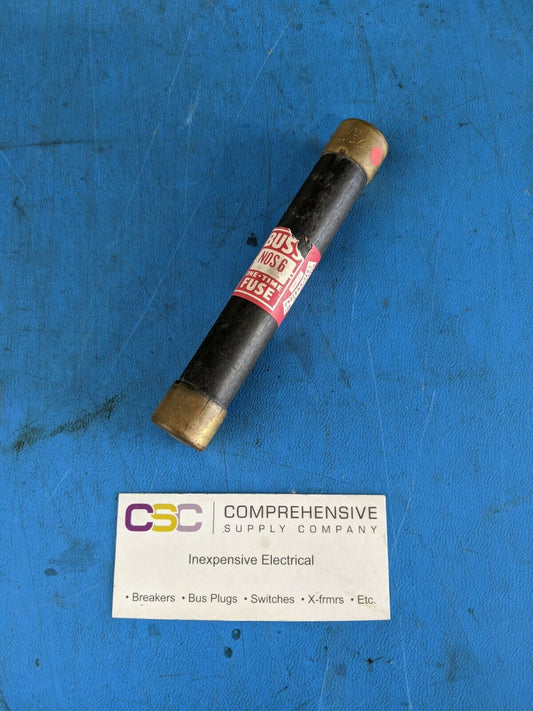 BUSS
NOS 6
ONE-TIME
FUSE
CSC COMPREHENSIVE
SUPPLY COMPANY
Inexpensive Electrical
• Breakers • Bus Plugs • Switches • X-frmrs • Etc.